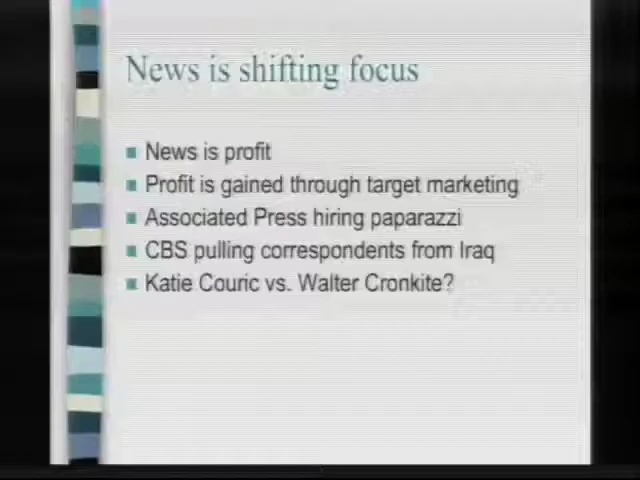 News is shifting focus
News is profit
Profit is gained through target marketing
Associated Press hiring paparazzi
CBS pulling correspondents from Iraq
Katie Couric vs. Walter Cronkite?